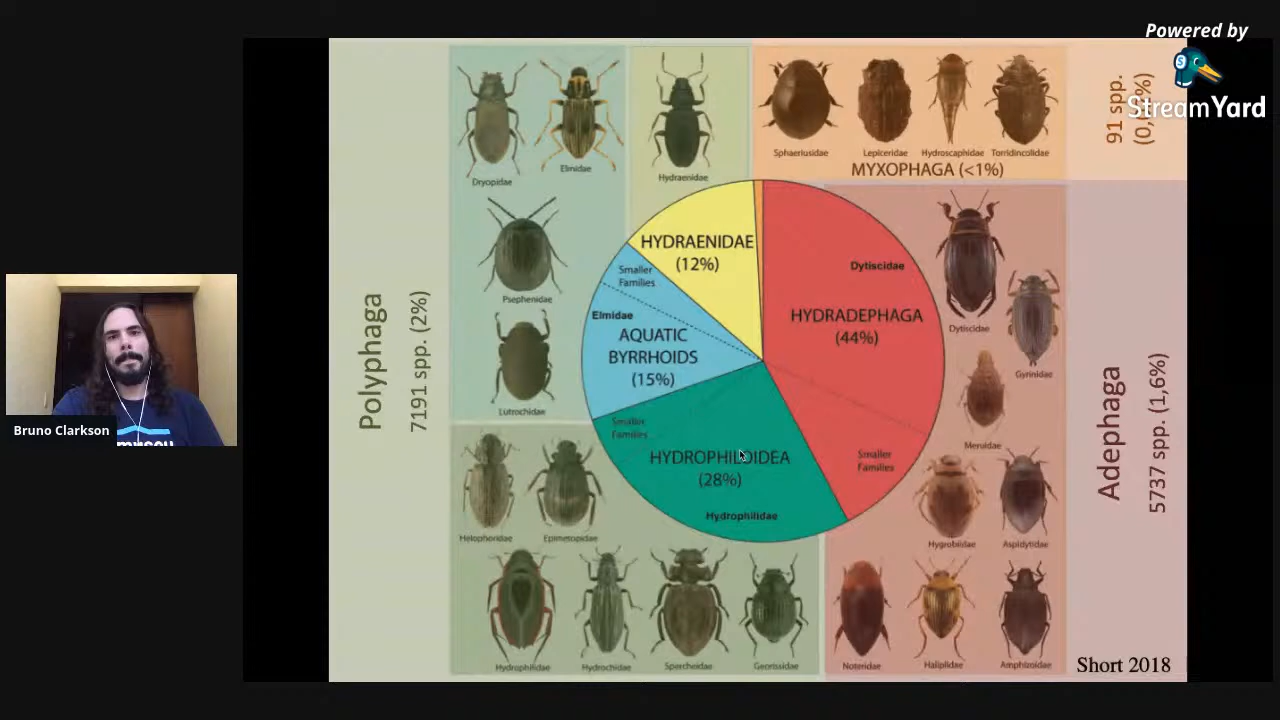 Powered by
StreamYard
Bruno Clarkson
Polyphaga
7191 spp. (2%)
Dryopidae
Elmidae
Hydraenidae
Psephenidae
Lutrochidae
Sphaeriusidae
Lepiceridae
Hydroscaphidae
Torridincolidae
MYXOPHAGA (<1%)
91 spp.
HYDRAENIDAE
(12%)
Smaller
Families
Elmidae
AQUATIC
BYRRHOIDS
(15%)
Dytiscidae
HYDRADEPHAGA
(44%)
Smaller
Families
Smaller
Families
HYDROPHILOIDEA
(28%)
Hydrophilidae
Dytiscidae
Gyrinidae
Meruidae
Hygrobiidae
Aspidytidae
Noteridae
Haliplidae
Amphizoidae
Adephaga
5737 spp. (1,6%)
Helophoridae
Epimetopidae
Hydrophilidae
Hydrochidae
Spercheidae
Georissidae
Short 2018